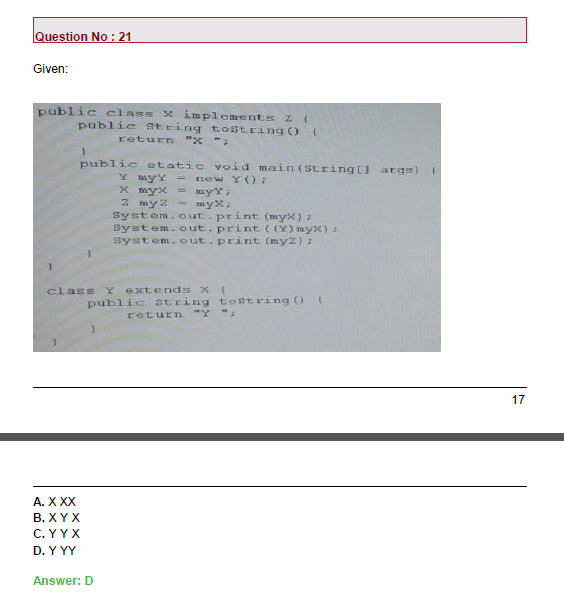 Question No : 21
Given:
public class X implements Z {
public String toString() {
return "X ";
}
public static void main(String[] args) {
Y myY = new Y();
X myX = myY;
Z myZ = myX;
System.out.print(myX);
System.out.print((Y)myX);
System.out.print(myZ);
}
}
class Y extends X {
public String toString() {
return "Y ";
}
}
17
A. X XX
B. X Y X
C. Y Y X
D. Y YY
Answer: D